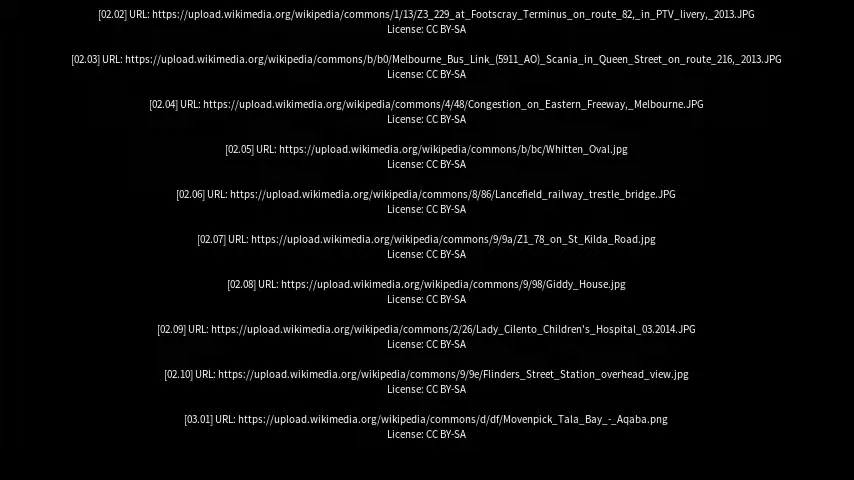 [02.02] URL: https://upload.wikimedia.org/wikipedia/commons/1/13/Z3_229_at_Footscray_Terminus_on_route_82,_in_PTV_livery,_2013.JPG
License: CC BY-SA
[02.03] URL: https://upload.wikimedia.org/wikipedia/commons/b/b0/Melbourne_Bus_Link_(5911_AO)_Scania_in_Queen_Street_on_route_216,_2013.JPG
License: CC BY-SA
[02.04] URL: https://upload.wikimedia.org/wikipedia/commons/4/48/Congestion_on_Eastern_Freeway,_Melbourne.JPG
License: CC BY-SA
[02.05] URL: https://upload.wikimedia.org/wikipedia/commons/b/bc/Whitten_Oval.jpg
License: CC BY-SA
[02.06] URL: https://upload.wikimedia.org/wikipedia/commons/8/86/Lancefield_railway_trestle_bridge.JPG
License: CC BY-SA
[02.07] URL: https://upload.wikimedia.org/wikipedia/commons/9/9a/Z1_78_on_St_Kilda_Road.jpg
License: CC BY-SA
[02.08] URL: https://upload.wikimedia.org/wikipedia/commons/9/98/Giddy_House.jpg
License: CC BY-SA
[02.09] URL: https://upload.wikimedia.org/wikipedia/commons/2/26/Lady_Cilento_Children's_Hospital_03.2014.JPG
License: CC BY-SA
[02.10] URL: https://upload.wikimedia.org/wikipedia/commons/9/9e/Flinders_Street_Station_overhead_view.jpg
License: CC BY-SA
[03.01] URL: https://upload.wikimedia.org/wikipedia/commons/d/df/Movenpick_Tala_Bay_-_Aqaba.png
License: CC BY-SA